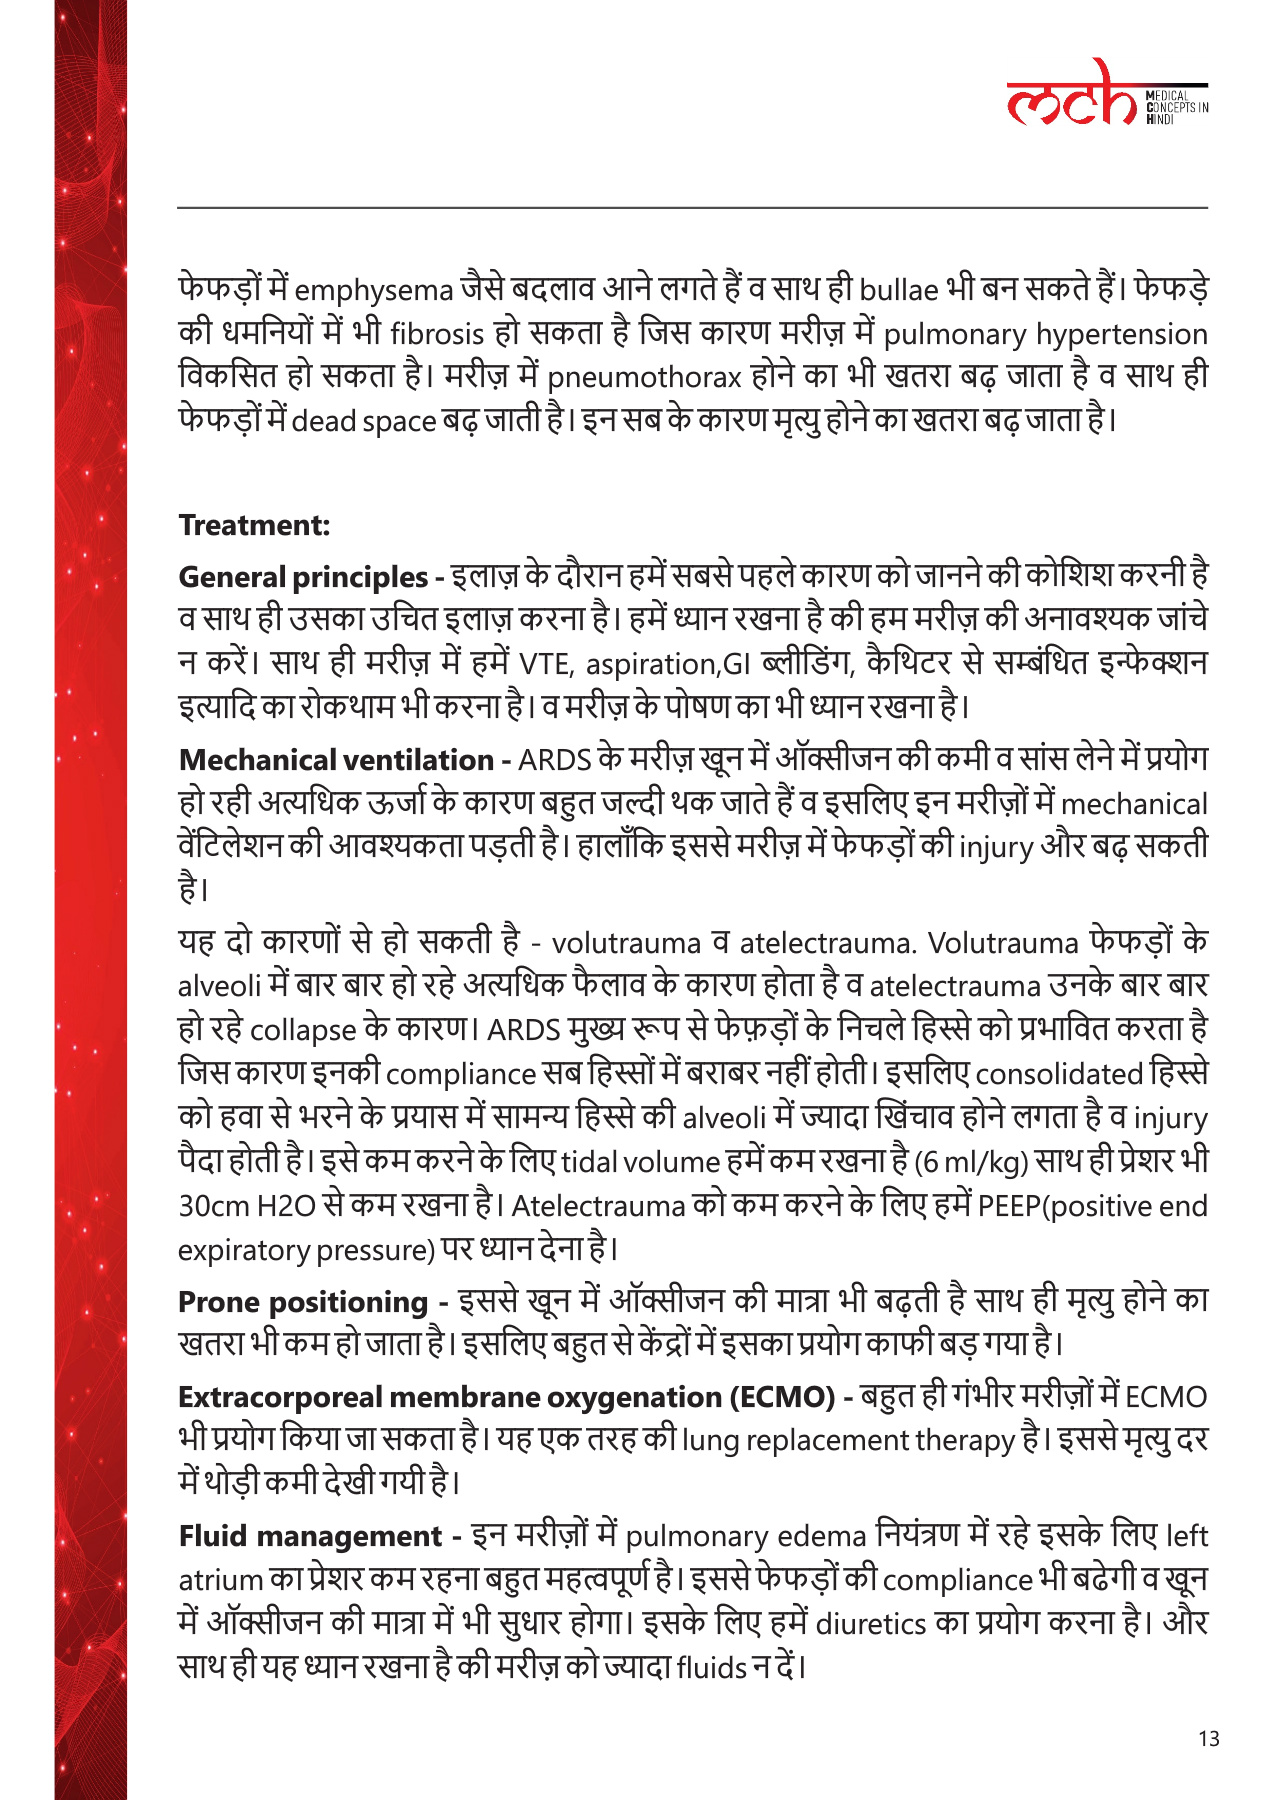 mch
MEDICAL
CONCEPTS IN
HINDI
फेफड़ों में emphysema जैसे बदलाव आने लगते हैं व साथ ही bullae भी बन सकते हैं। फेफड़े
की धमनियों में भी fibrosis हो सकता है जिस कारण मरीज़ में pulmonary hypertension
विकसित हो सकता है। मरीज़ में pneumothorax होने का भी खतरा बढ़ जाता है व साथ ही
फेफड़ों में dead space बढ़ जाती है। इन सब के कारण मृत्यु होने का खतरा बढ़ जाता है।
Treatment:
General principles - इलाज़ के दौरान हमें सबसे पहले कारण को जानने की कोशिश करनी है
व साथ ही उसका उचित इलाज़ करना है। हमें ध्यान रखना है की हम मरीज़ की अनावश्यक जांचे
न करें। साथ ही मरीज़ में हमें VTE, aspiration,GI ब्लीडिंग, कैथिटर से सम्बंधित इन्फेक्शन
इत्यादि का रोकथाम भी करना है। व मरीज़ के पोषण का भी ध्यान रखना है।
Mechanical ventilation - ARDS के मरीज़ खून में ऑक्सीजन की कमी व सांस लेने में प्रयोग
हो रही अत्यधिक ऊर्जा के कारण बहुत जल्दी थक जाते हैं व इसलिए इन मरीज़ों में mechanical
वेंटिलेशन की आवश्यकता पड़ती है। हालाँकि इससे मरीज़ में फेफड़ों की injury और बढ़ सकती
है।
यह दो कारणों से हो सकती है - volutrauma व atelectrauma. Volutrauma फेफड़ों के
alveoli में बार बार हो रहे अत्यधिक फैलाव के कारण होता है व atelectrauma उनके बार बार
हो रहे collapse के कारण। ARDS मुख्य रूप से फेफ़ड़ों के निचले हिस्से को प्रभावित करता है
जिस कारण इनकी compliance सब हिस्सों में बराबर नहीं होती। इसलिए consolidated हिस्से
को हवा से भरने के प्रयास में सामन्य हिस्से की alveoli में ज्यादा खिंचाव होने लगता है व injury
पैदा होती है। इसे कम करने के लिए tidal volume हमें कम रखना है (6 ml/kg) साथ ही प्रेशर भी
30cm H2O से कम रखना है। Atelectrauma को कम करने के लिए हमें PEEP(positive end
expiratory pressure) पर ध्यान देना है।
Prone positioning - इससे खून में ऑक्सीजन की मात्रा भी बढ़ती है साथ ही मृत्यु होने का
खतरा भी कम हो जाता है। इसलिए बहुत से केंद्रों में इसका प्रयोग काफी बड़ गया है।
Extracorporeal membrane oxygenation (ECMO) - बहुत ही गंभीर मरीज़ों में ECMO
भी प्रयोग किया जा सकता है। यह एक तरह की lung replacement therapy है। इससे मृत्यु दर
में थोड़ी कमी देखी गयी है।
Fluid management - इन मरीज़ों में pulmonary edema नियंत्रण में रहे इसके लिए left
atrium का प्रेशर कम रहना बहुत महत्वपूर्ण है। इससे फेफड़ों की compliance भी बढेगी व खून
में ऑक्सीजन की मात्रा में भी सुधार होगा। इसके लिए हमें diuretics का प्रयोग करना है। और
साथ ही यह ध्यान रखना है की मरीज़ को ज्यादा fluids न दें।
13